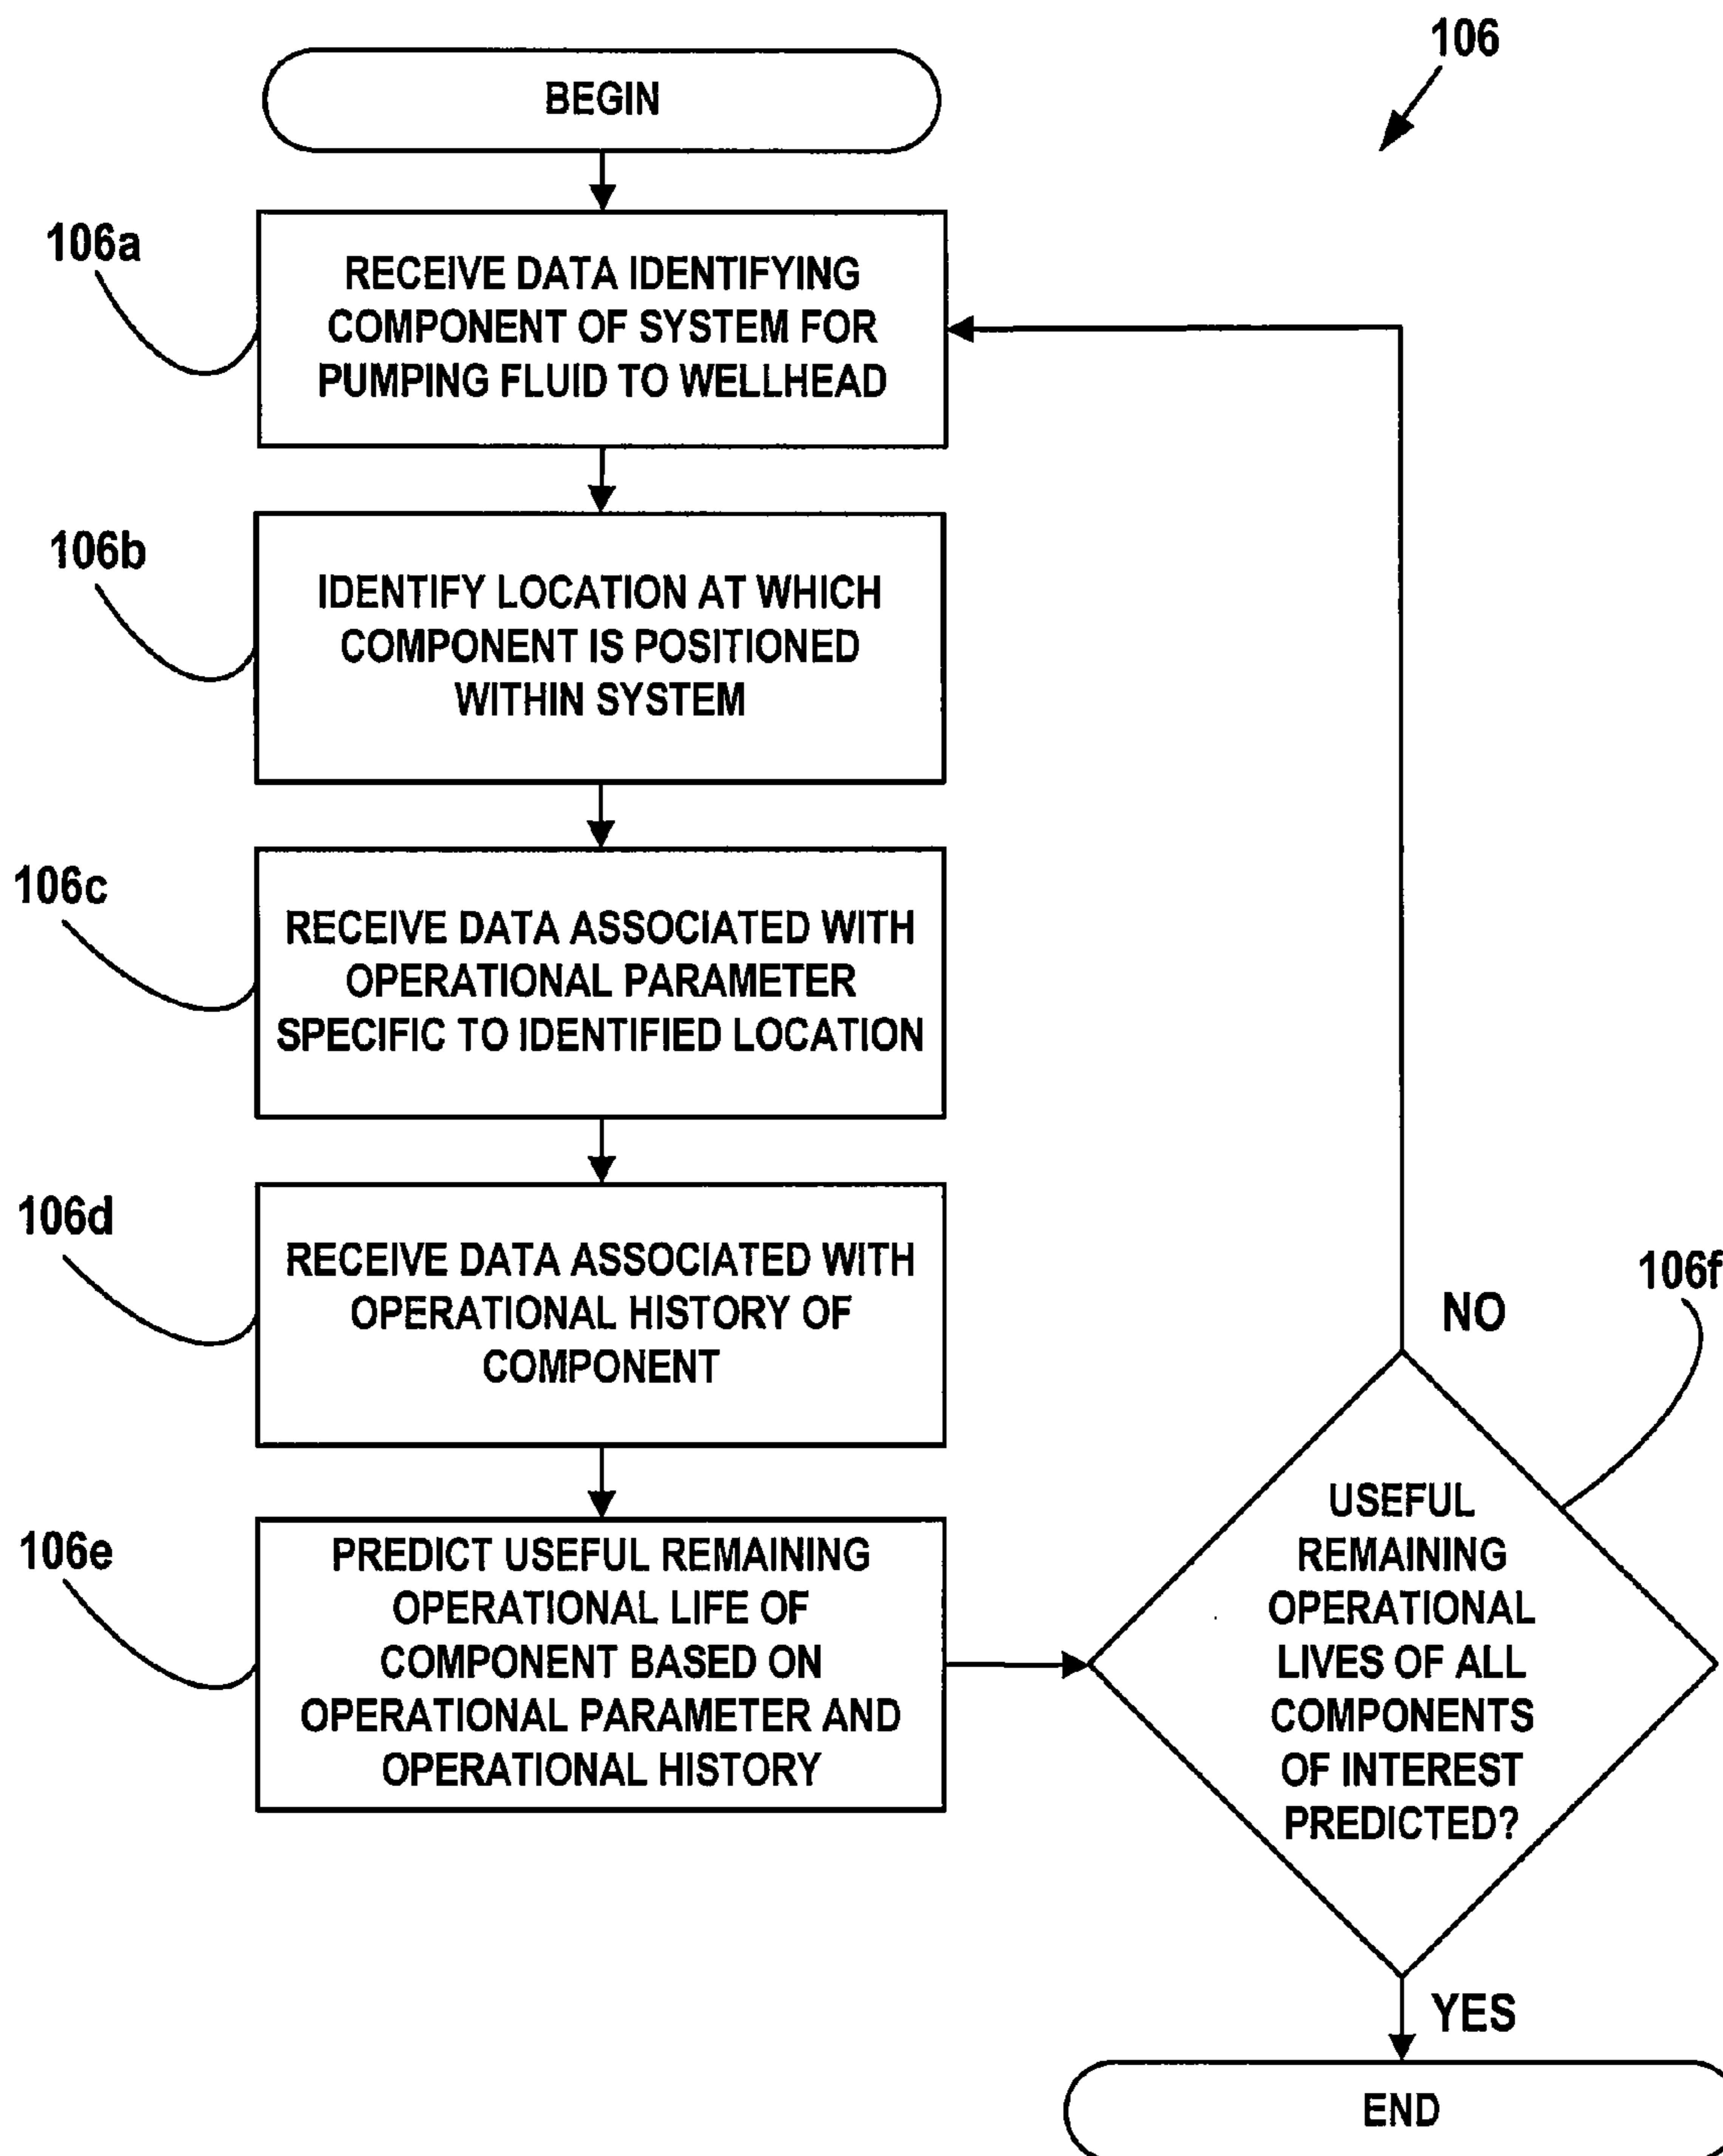 106
BEGIN
106a
RECEIVE DATA IDENTIFYING
COMPONENT OF SYSTEM FOR
PUMPING FLUID TO WELLHEAD
106b
IDENTIFY LOCATION AT WHICH
COMPONENT IS POSITIONED
WITHIN SYSTEM
106c
RECEIVE DATA ASSOCIATED WITH
OPERATIONAL PARAMETER
SPECIFIC TO IDENTIFIED LOCATION
106d
RECEIVE DATA ASSOCIATED WITH
OPERATIONAL HISTORY OF
COMPONENT
106e
PREDICT USEFUL REMAINING
OPERATIONAL LIFE OF
COMPONENT BASED ON
OPERATIONAL PARAMETER AND
OPERATIONAL HISTORY
106f
NO
USEFUL
REMAINING
OPERATIONAL
LIVES OF ALL
COMPONENTS
OF INTEREST
PREDICTED?
YES
END